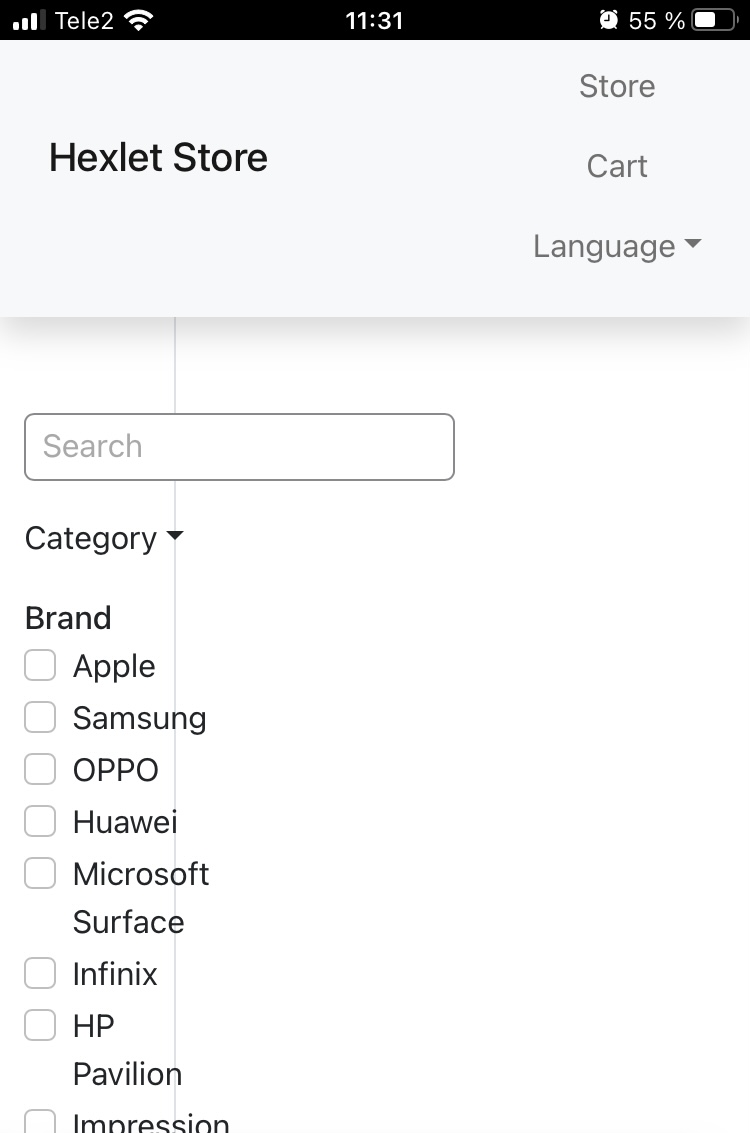 Tele2 11:31 55 %
Store
Hexlet Store
Cart
Language
Search
Category
Brand
Apple
Samsung
OPPO
Huawei
Microsoft
Surface
Infinix
HP
Pavilion
Impression